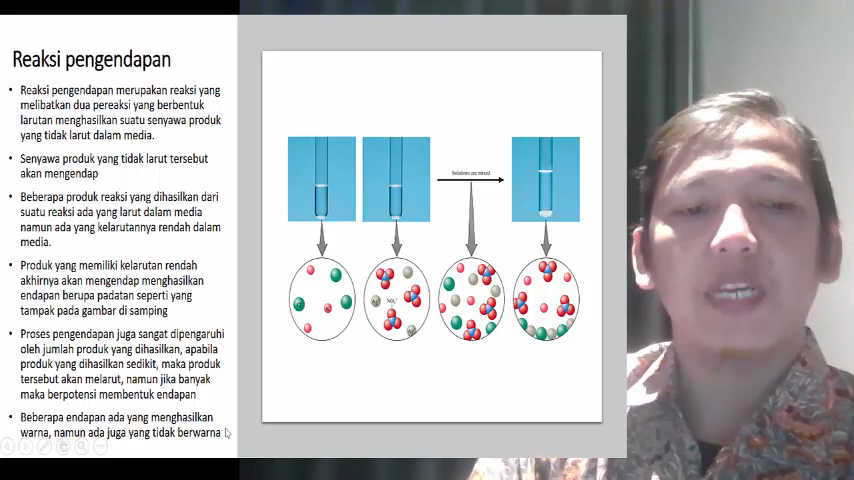 Reaksi pengendapan
• Reaksi pengendapan merupakan reaksi yang
melibatkan dua pereaksi yang berbentuk
larutan menghasilkan suatu senyawa produk
yang tidak larut dalam media.
• Senyawa produk yang tidak larut tersebut
akan mengendap
• Beberapa produk reaksi yang dihasilkan dari
suatu reaksi ada yang larut dalam media
namun ada yang kelarutannya rendah dalam
media.
• Produk yang memiliki kelarutan rendah
akhirnya akan mengendap menghasilkan
endapan berupa padatan seperti yang
tampak pada gambar di samping
• Proses pengendapan juga sangat dipengaruhi
oleh jumlah produk yang dihasilkan, apabila
produk yang dihasilkan sedikit, maka produk
tersebut akan melarut, namun jika banyak
maka berpotensi membentuk endapan
• Beberapa endapan ada yang menghasilkan
warna, namun ada juga yang tidak berwarna
Solutions are mixed
NO₃⁻